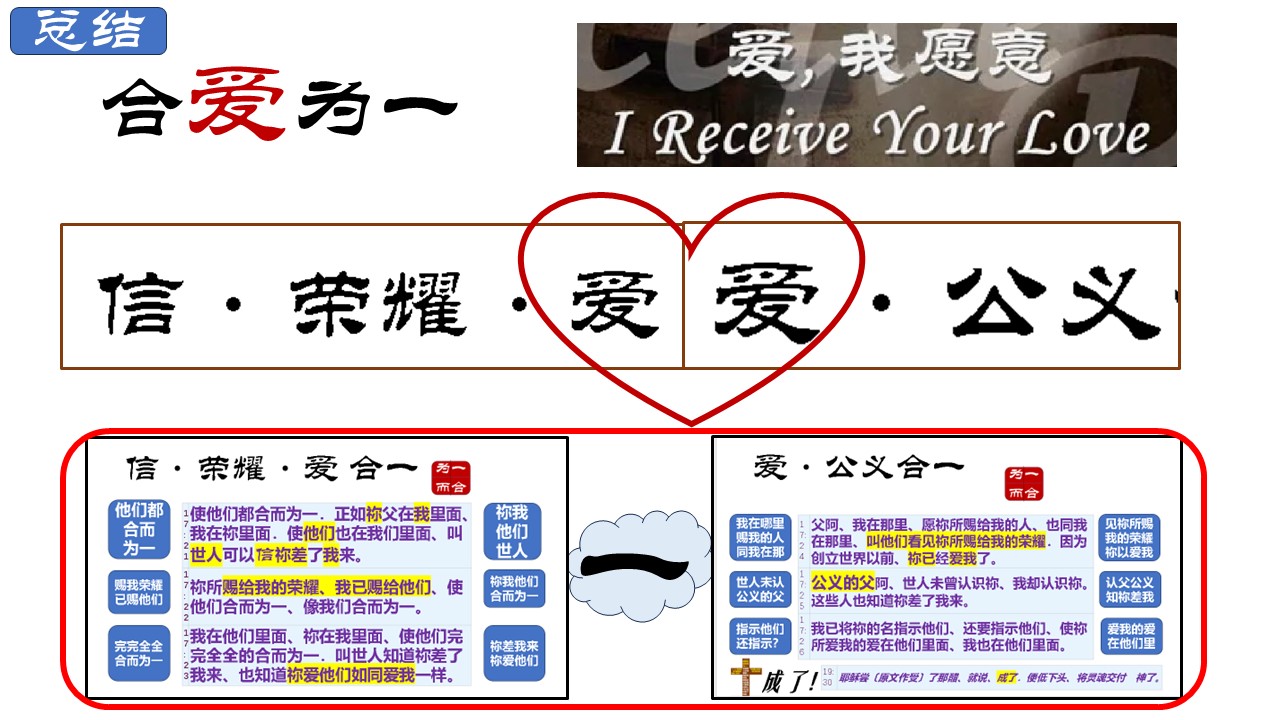 总结
合爱为一
爱, 我愿意
I Receive Your Love
信·荣耀·爱
爱·公义·
信·荣耀·爱 合一
为一
而合
他们都
合而
为一
赐我荣耀
已赐他们
完完全全
合而为一
17:21
使他们都合而为一．正如祢父在我里面、
我在祢里面．使他们也在我们里面、叫
世人可以信祢差了我来。
17:22
祢所赐给我的荣耀、我已赐给他们、使
他们合而为一、像我们合而为一。
17:23
我在他们里面、祢在我里面、使他们完
完全全的合而为一．叫世人知道祢差了
我来、也知道祢爱他们如同爱我一样。
祢我
他们
世人
祢我他们
合而为一
祢差我来
祢爱他们
一
爱·公义合一
为一
而合
我在哪里
赐我的人
同我在那
世人未认
公义的父
指示他们
还指示?
17:24
父阿、我在那里、愿祢所赐给我的人、也同我
在那里、叫他们看见祢所赐给我的荣耀．因为
创立世界以前、祢已经爱我了。
17:25
公义的父阿、世人未曾认识祢、我却认识祢。
这些人也知道祢差了我来。
17:26
我已将祢的名指示他们、还要指示他们、使祢
所爱我的爱在他们里面、我也在他们里面。
见祢所赐
我的荣耀
祢以爱我
认父公义
知祢差我
爱我的爱
在他们里
成了!
19:30
耶稣尝（原文作受）了那醋、就说、成了．便低下头、将灵魂交付 神了。